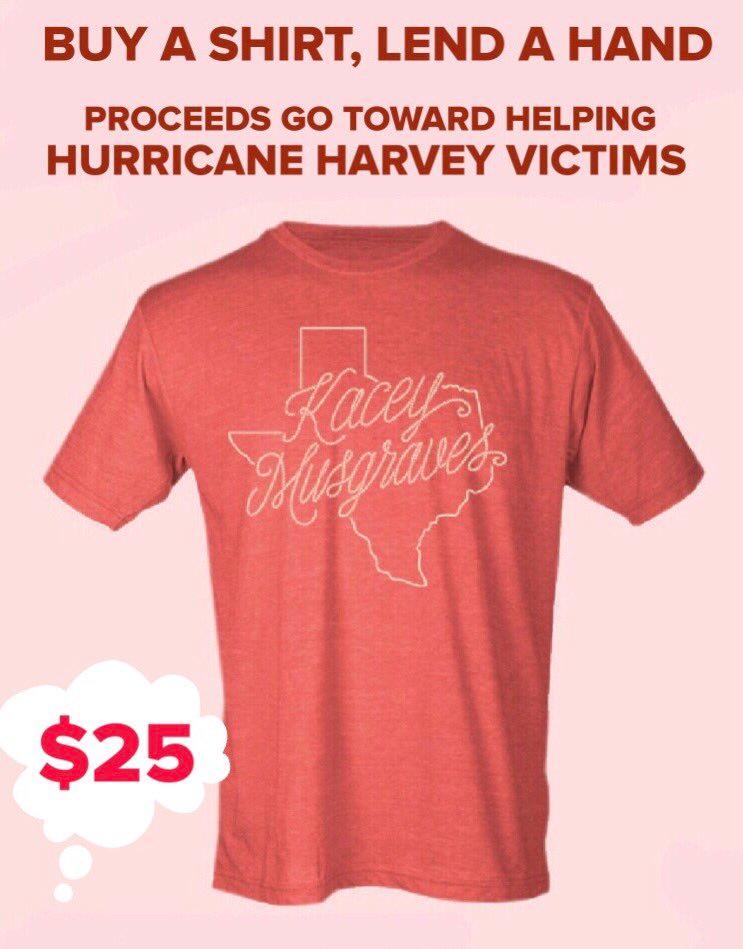 BUY A SHIRT, LEND A HAND
PROCEEDS GO TOWARD HELPING
HURRICANE HARVEY VICTIMS
Kacey
Musgraves
$25